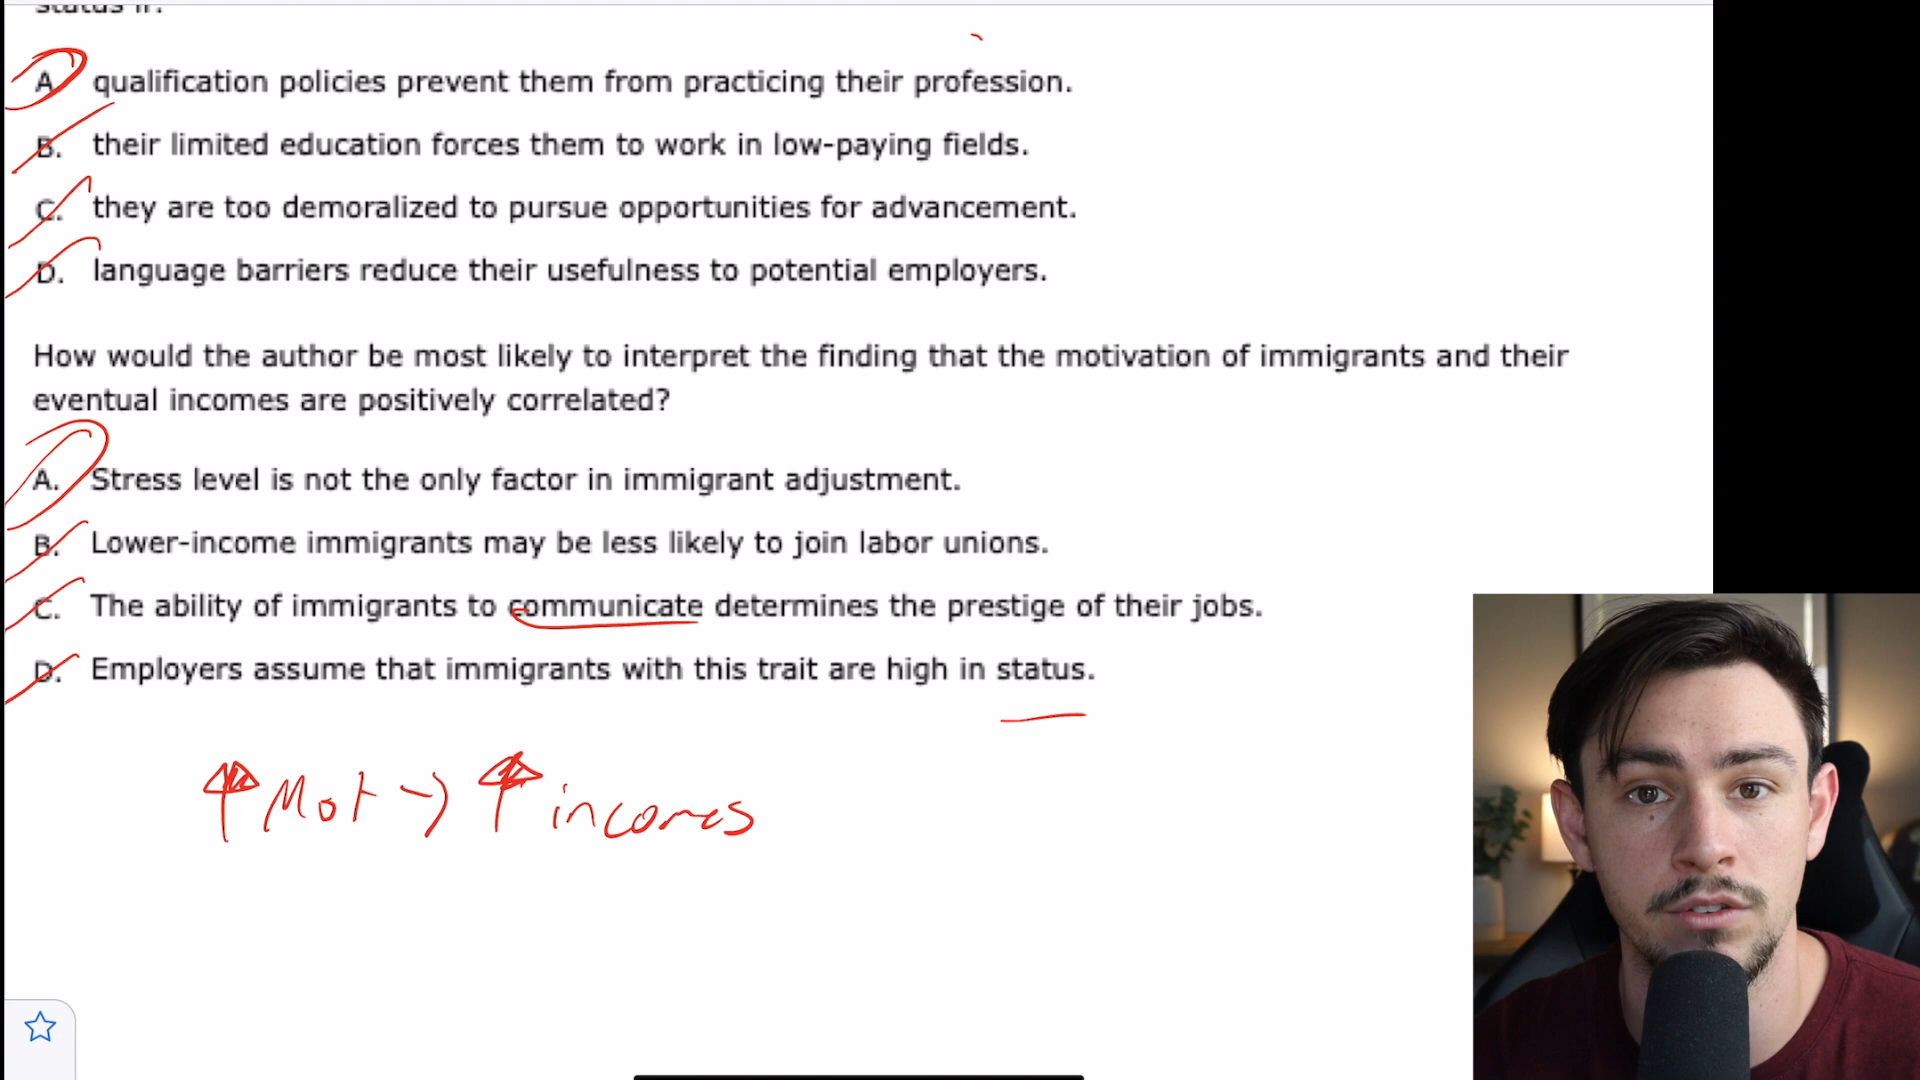 status if:
A. qualification policies prevent them from practicing their profession.
B. their limited education forces them to work in low-paying fields.
C. they are too demoralized to pursue opportunities for advancement.
D. language barriers reduce their usefulness to potential employers.
How would the author be most likely to interpret the finding that the motivation of immigrants and their
eventual incomes are positively correlated?
A. Stress level is not the only factor in immigrant adjustment.
B. Lower-income immigrants may be less likely to join labor unions.
C. The ability of immigrants to communicate determines the prestige of their jobs.
D. Employers assume that immigrants with this trait are high in status.
↑ Mot → ↑ incomes